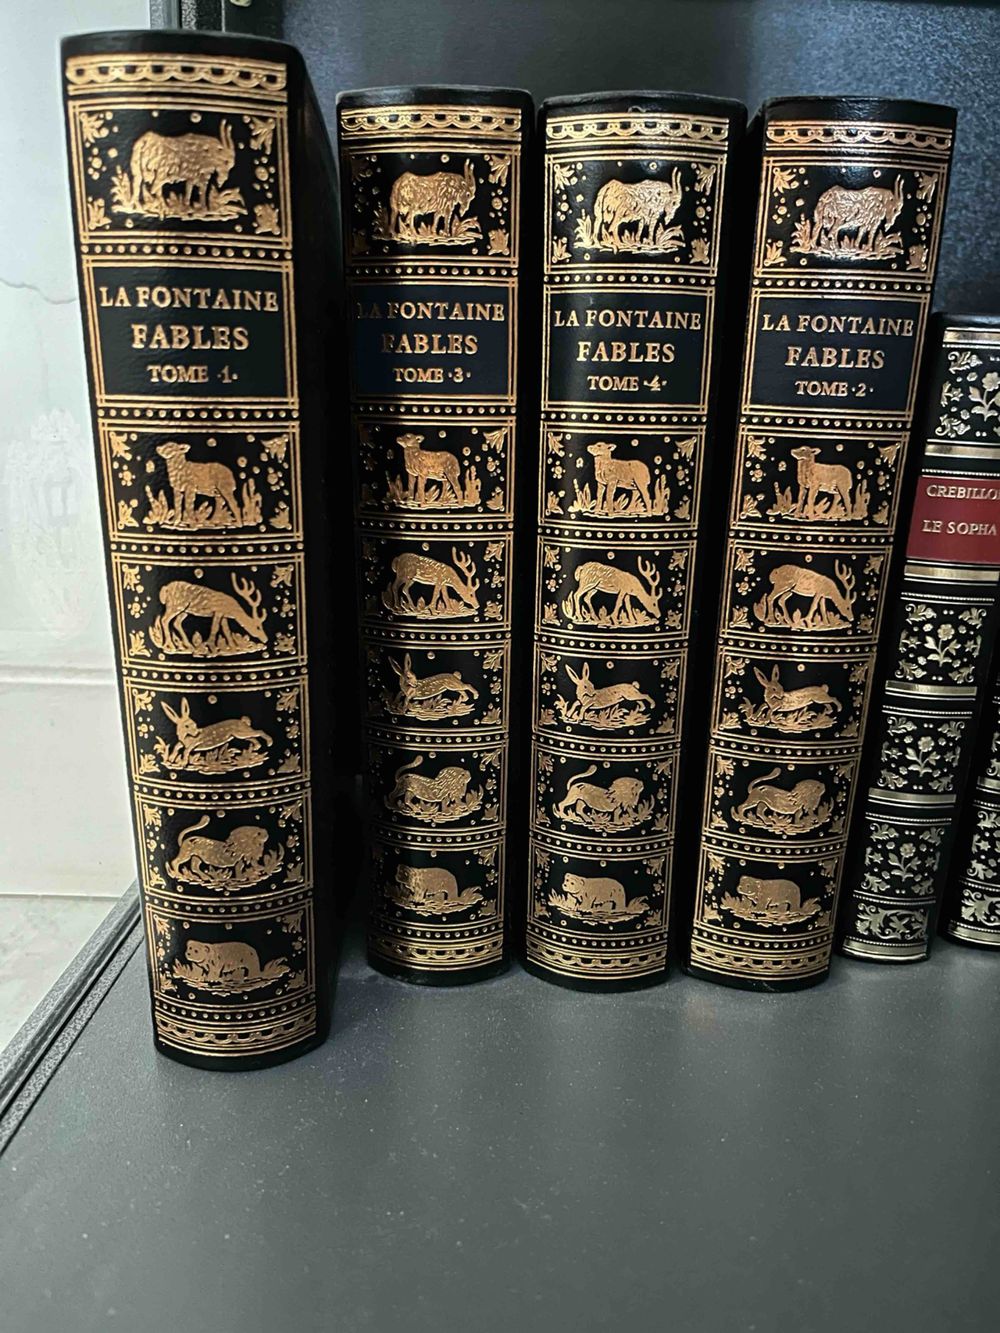 LA FONTAINE
FABLES
TOME ·1·
LA FONTAINE
FABLES
TOME ·3·
LA FONTAINE
FABLES
TOME ·4·
LA FONTAINE
FABLES
TOME ·2·
CREBILLO
LE SOPHA